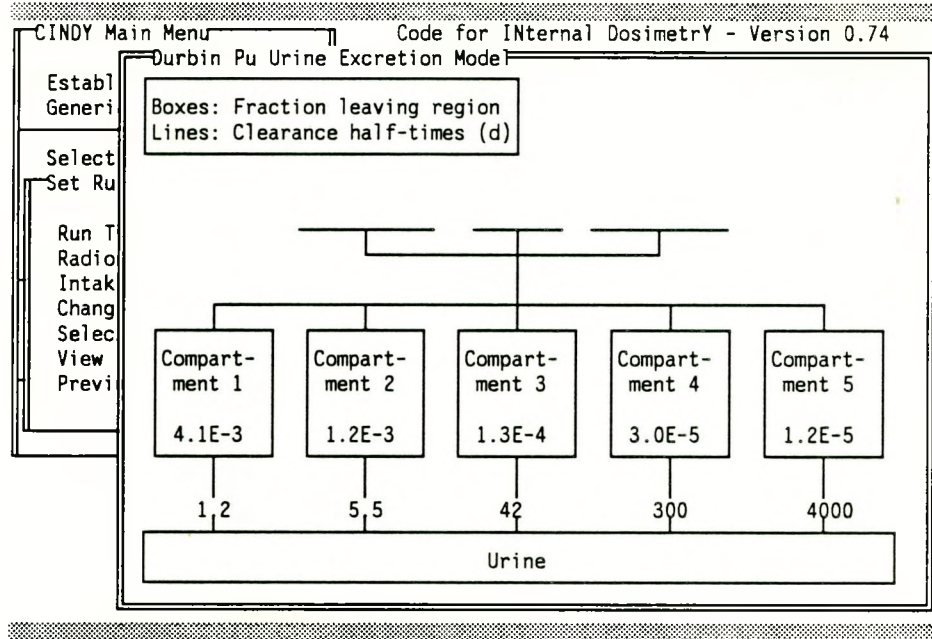 CINDY Main Menu
Code for INternal DosimetrY - Version 0.74
Durbin Pu Urine Excretion Model
Establ
Generi
Boxes: Fraction leaving region
Lines: Clearance half-times (d)
Select
Set Ru
Run T
Radio
Intak
Chang
Selec
View
Previ
Compart-
ment 1
4.1E-3
Compart-
ment 2
1.2E-3
Compart-
ment 3
1.3E-4
Compart-
ment 4
3.0E-5
Compart-
ment 5
1.2E-5
1.2
5.5
42
300
4000
Urine